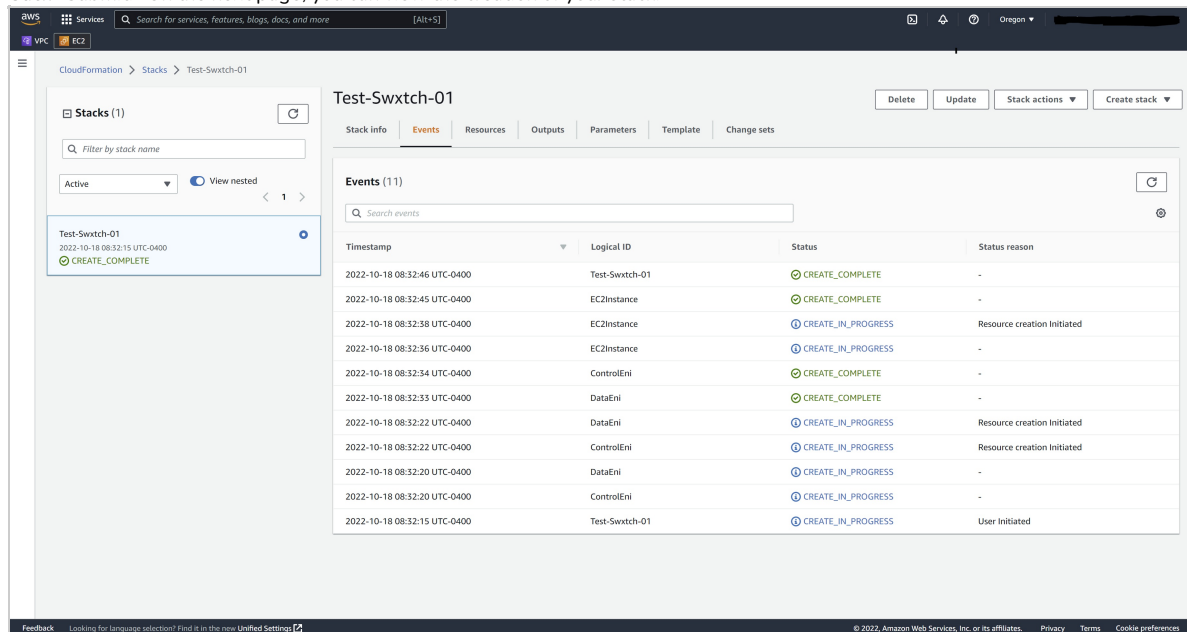 aws Services Search for services, features, blogs, docs, and more [Alt+S] Oregon ▼
VPC EC2
CloudFormation > Stacks > Test-Swxtch-01
Stacks (1)
Filter by stack name
Active ▼ View nested
< 1 >
Test-Swxtch-01
2022-10-18 08:32:15 UTC-0400
CREATE_COMPLETE
Test-Swxtch-01
Delete Update Stack actions ▼ Create stack ▼
Stack info Events Resources Outputs Parameters Template Change sets
Events (11)
Search events
Timestamp ▼ Logical ID Status Status reason
2022-10-18 08:32:46 UTC-0400 Test-Swxtch-01 CREATE_COMPLETE -
2022-10-18 08:32:45 UTC-0400 EC2Instance CREATE_COMPLETE -
2022-10-18 08:32:38 UTC-0400 EC2Instance CREATE_IN_PROGRESS Resource creation Initiated
2022-10-18 08:32:36 UTC-0400 EC2Instance CREATE_IN_PROGRESS -
2022-10-18 08:32:34 UTC-0400 ControlEni CREATE_COMPLETE -
2022-10-18 08:32:33 UTC-0400 DataEni CREATE_COMPLETE -
2022-10-18 08:32:22 UTC-0400 DataEni CREATE_IN_PROGRESS Resource creation Initiated
2022-10-18 08:32:22 UTC-0400 ControlEni CREATE_IN_PROGRESS Resource creation Initiated
2022-10-18 08:32:20 UTC-0400 DataEni CREATE_IN_PROGRESS -
2022-10-18 08:32:20 UTC-0400 ControlEni CREATE_IN_PROGRESS -
2022-10-18 08:32:15 UTC-0400 Test-Swxtch-01 CREATE_IN_PROGRESS User Initiated
Feedback Looking for language selection? Find it in the new Unified Settings © 2022, Amazon Web Services, Inc. or its affiliates. Privacy Terms Cookie preferences